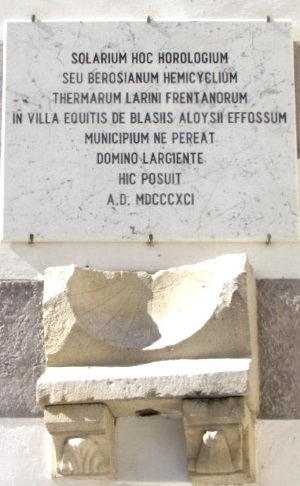 SOLARIUM HOC HOROLOGIUM
SEU BEROSIANUM HEMICYCLIUM
THERMARUM LARINI FRENTANORUM
IN VILLA EQUITIS DE BLASIIS ALOYSII EFFOSSUM
MUNICIPIUM NE PEREAT
DOMINO LARGIENTE
HIC POSUIT
A.D. MDCCCXCI